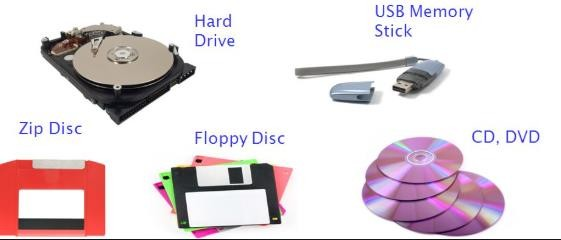 Hard
Drive
USB Memory
Stick
Zip Disc
Floppy Disc
CD, DVD